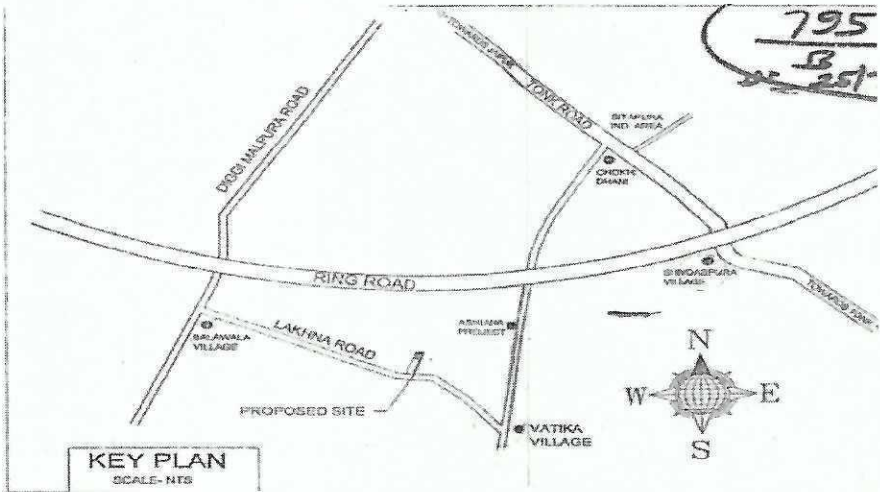 795
B
TOWARDS JAIPUR
TONK ROAD
DIGGI MALPURA ROAD
SITAPURA
IND. AREA
CHOKHI
DHANI
RING ROAD
SHIVDASPURA
VILLAGE
TOWARDS TONK
BALAWALA
VILLAGE
LAKHNA ROAD
ASHIANA
PROJECT
PROPOSED SITE
VATIKA
VILLAGE
N
W
E
S
KEY PLAN
SCALE- NTS